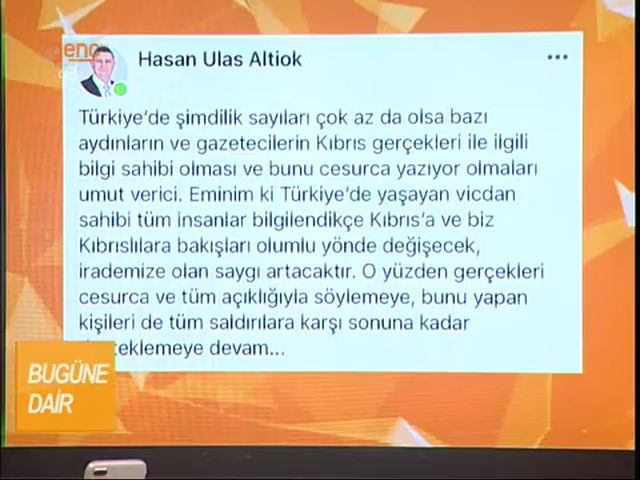 genç
Hasan Ulas Altiok
Türkiye'de şimdilik sayıları çok az da olsa bazı
aydınların ve gazetecilerin Kıbrıs gerçekleri ile ilgili
bilgi sahibi olması ve bunu cesurca yazıyor olmaları
umut verici. Eminim ki Türkiye'de yaşayan vicdan
sahibi tüm insanlar bilgilendikçe Kıbrıs'a ve biz
Kıbrıslılara bakışları olumlu yönde değişecek,
irademize olan saygı artacaktır. O yüzden gerçekleri
cesurca ve tüm açıklığıyla söylemeye, bunu yapan
kişileri de tüm saldırılara karşı sonuna kadar
desteklemeye devam...
BUGÜNE
DAİR